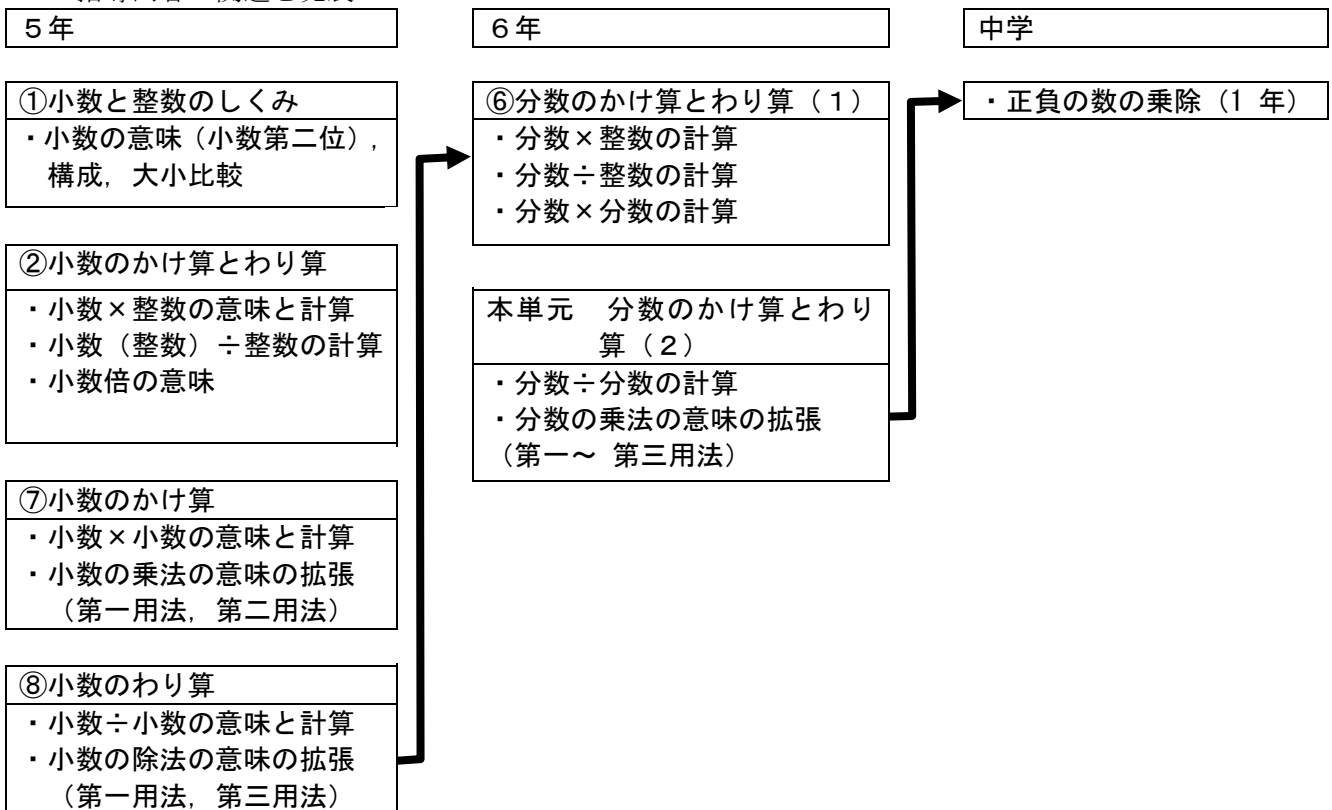 5年
①小数と整数のしくみ
・小数の意味（小数第二位），
構成，大小比較
②小数のかけ算とわり算
・小数×整数の意味と計算
・小数（整数）÷整数の計算
・小数倍の意味
⑦小数のかけ算
・小数×小数の意味と計算
・小数の乗法の意味の拡張
（第一用法，第二用法）
⑧小数のわり算
・小数÷小数の意味と計算
・小数の除法の意味の拡張
（第一用法，第三用法）
6年
⑥分数のかけ算とわり算（1）
・分数×整数の計算
・分数÷整数の計算
・分数×分数の計算
本単元　分数のかけ算とわり
算（2）
・分数÷分数の計算
・分数の乗法の意味の拡張
（第一～ 第三用法）
中学
・正負の数の乗除（1 年）